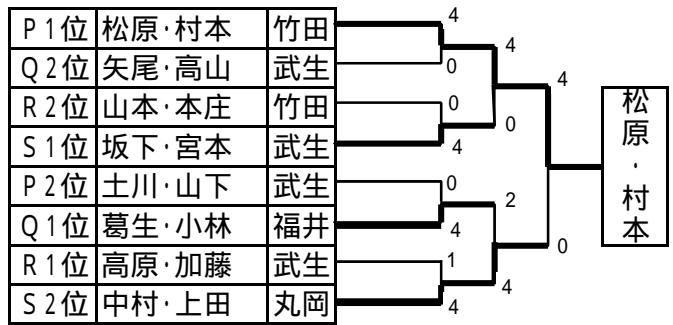 P1位 松原・村本 竹田
Q2位 矢尾・高山 武生
R2位 山本・本庄 竹田
S1位 坂下・宮本 武生
P2位 土川・山下 武生
Q1位 葛生・小林 福井
R1位 高原・加藤 武生
S2位 中村・上田 丸岡
4
0
0
4
0
4
1
4
4
0
2
4
4
0
松原・村本